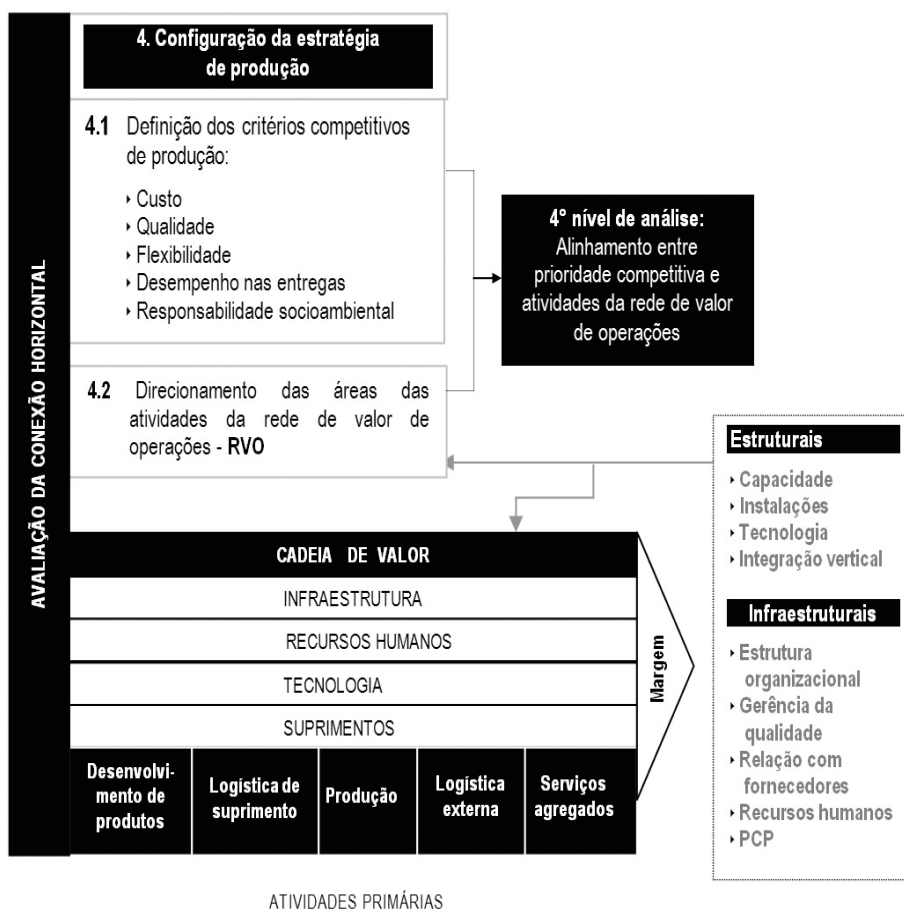 AVALIAÇÃO DA CONEXÃO HORIZONTAL
4. Configuração da estratégia
de produção
4.1 Definição dos critérios competitivos
de produção:
‣ Custo
‣ Qualidade
‣ Flexibilidade
‣ Desempenho nas entregas
‣ Responsabilidade socioambiental
4° nível de análise:
Alinhamento entre
prioridade competitiva e
atividades da rede de valor
de operações
4.2 Direcionamento das áreas das
atividades da rede de valor de
operações - RVO
Estruturais
‣ Capacidade
‣ Instalações
‣ Tecnologia
‣ Integração vertical
Infraestruturais
‣ Estrutura
organizacional
‣ Gerência da
qualidade
‣ Relação com
fornecedores
‣ Recursos humanos
‣ PCP
CADEIA DE VALOR
INFRAESTRUTURA
RECURSOS HUMANOS
TECNOLOGIA
SUPRIMENTOS
Margem
Desenvolvi-
mento de
produtos
Logística de
suprimento
Produção
Logística
externa
Serviços
agregados
ATIVIDADES PRIMÁRIAS